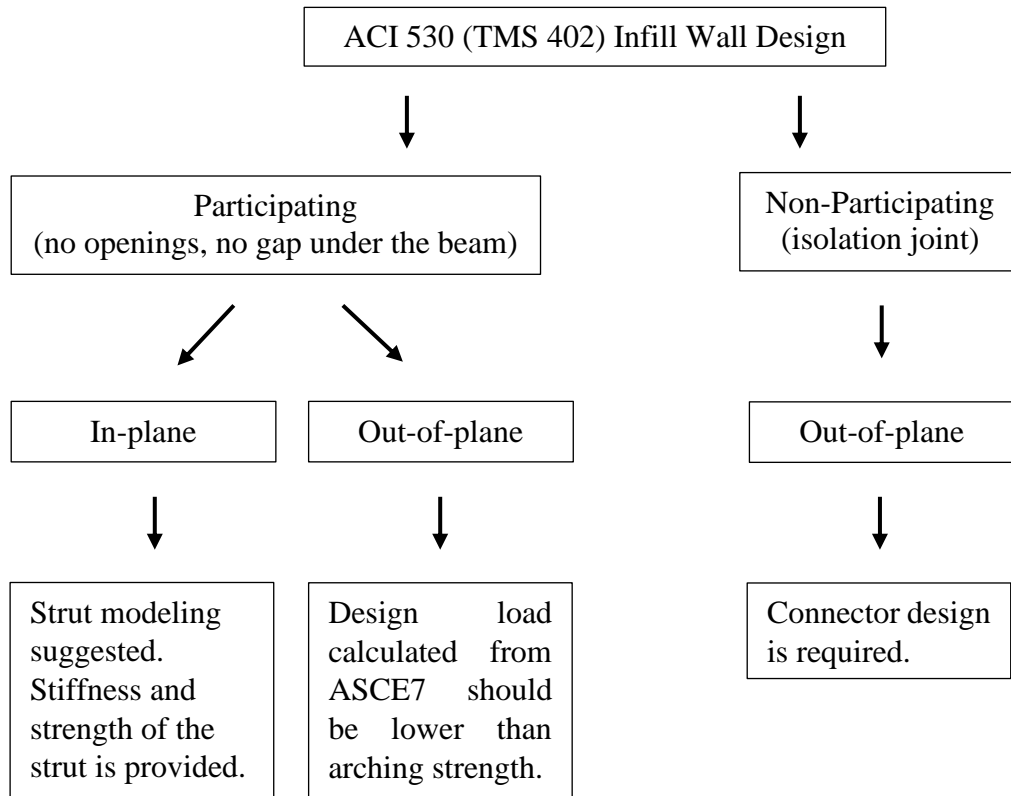 ACI 530 (TMS 402) Infill Wall Design
Participating
(no openings, no gap under the beam)
Non-Participating
(isolation joint)
In-plane
Out-of-plane
Out-of-plane
Strut modeling
suggested.
Stiffness and
strength of the
strut is provided.
Design load
calculated from
ASCE7 should
be lower than
arching strength.
Connector design
is required.